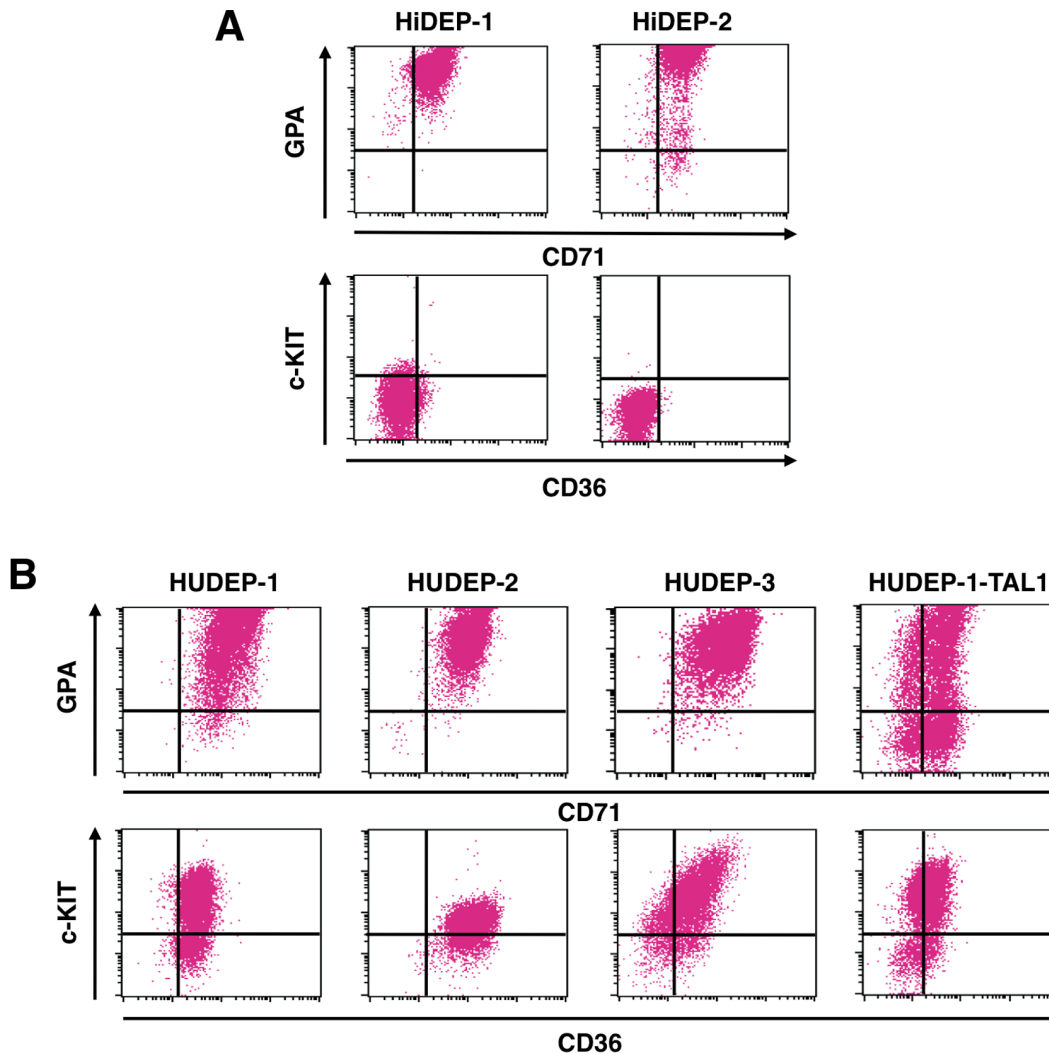 A
HiDEP-1 HiDEP-2
GPA
CD71
c-KIT
CD36
B
HUDEP-1 HUDEP-2 HUDEP-3 HUDEP-1-TAL1
GPA
CD71
c-KIT
CD36